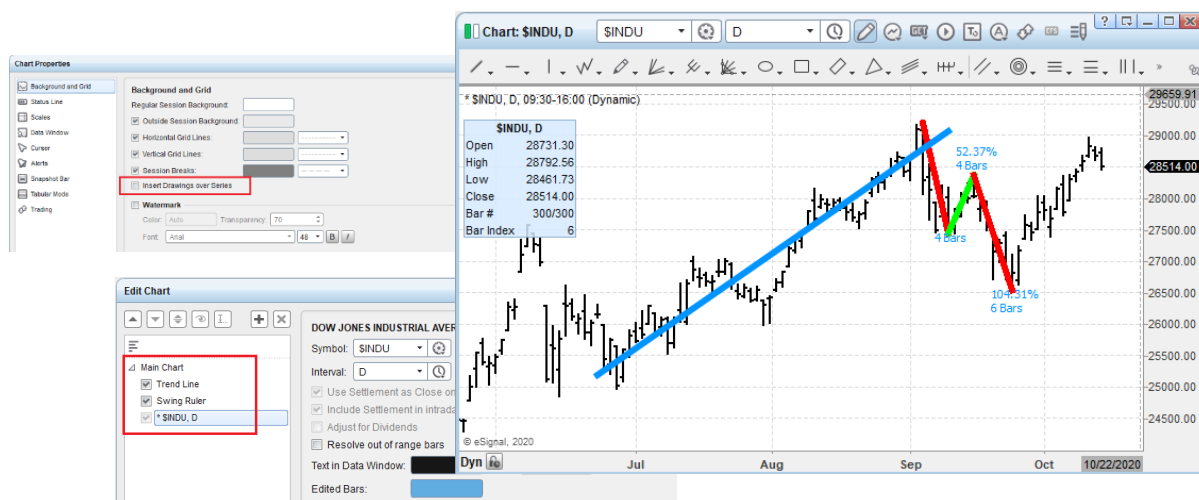 Chart Properties
Background and Grid
Status Line
Scales
Data Window
Cursor
Alerts
Snapshot Bar
Tabular Mode
Trading
Background and Grid
Regular Session Background:
Outside Session Background:
Horizontal Grid Lines:
Vertical Grid Lines:
Session Breaks:
Insert Drawings over Series
Watermark
Color: Auto Transparency: 70
Font: Arial 48 B I
Edit Chart
Main Chart
Trend Line
Swing Ruler
* $INDU, D
DOW JONES INDUSTRIAL AVER
Symbol: $INDU
Interval: D
Use Settlement as Close on
Include Settlement in intrada
Adjust for Dividends
Resolve out of range bars
Text in Data Window:
Edited Bars:
Chart: $INDU, D $INDU D
* $INDU, D, 09:30-16:00 (Dynamic)
$INDU, D
Open 28731.30
High 28792.56
Low 28461.73
Close 28514.00
Bar # 300/300
Bar Index 6
52.37%
4 Bars
4 Bars
104.31%
6 Bars
29659.91
29500.00
29000.00
28514.00
28000.00
27500.00
27000.00
26500.00
26000.00
25500.00
25000.00
24500.00
© eSignal, 2020
Dyn Jul Aug Sep Oct 10/22/2020